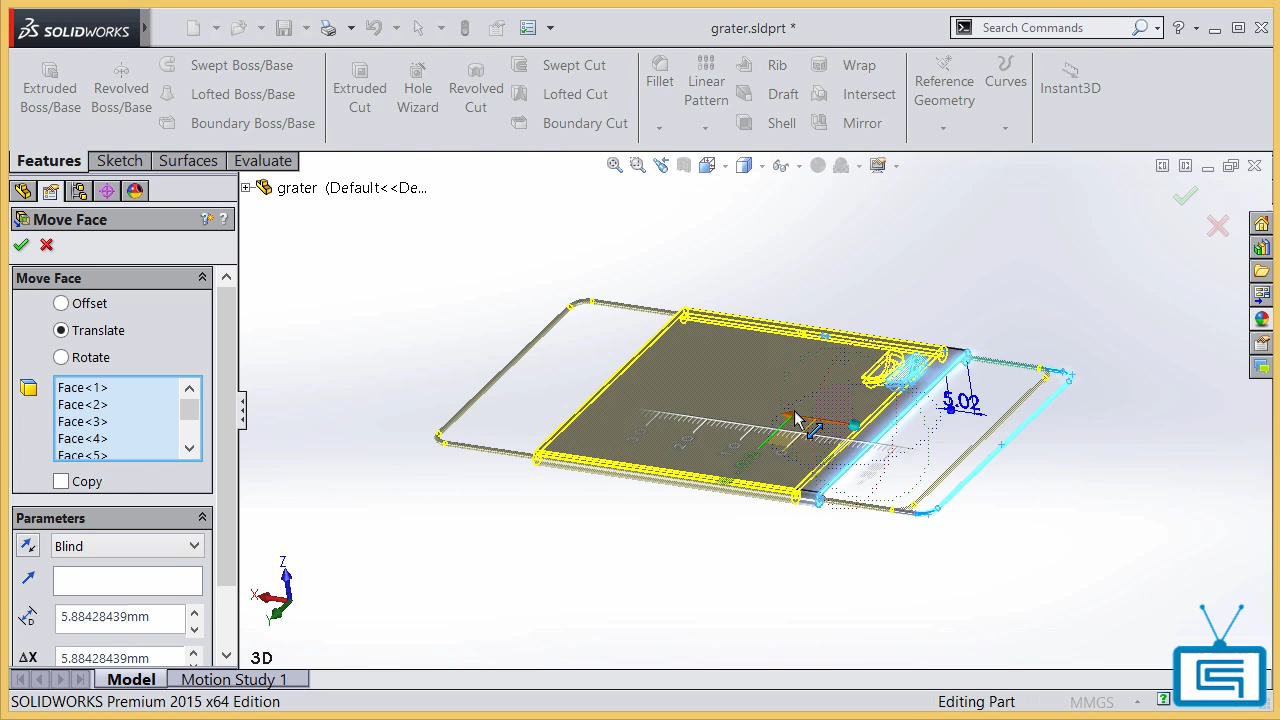 SOLIDWORKS
grater.sldprt *
Search Commands
Extruded Boss/Base
Revolved Boss/Base
Swept Boss/Base
Lofted Boss/Base
Boundary Boss/Base
Extruded Cut
Hole Wizard
Revolved Cut
Swept Cut
Lofted Cut
Boundary Cut
Fillet
Linear Pattern
Rib
Draft
Shell
Wrap
Intersect
Mirror
Reference Geometry
Curves
Instant3D
Features
Sketch
Surfaces
Evaluate
grater (Default<<De...
Move Face
Move Face
Offset
Translate
Rotate
Face<1>
Face<2>
Face<3>
Face<4>
Face<5>
Copy
Parameters
Blind
5.88428439mm
ΔX 5.88428439mm
5.02
Z
X
Y
3D
Model
Motion Study 1
SOLIDWORKS Premium 2015 x64 Edition
Editing Part
MMGS